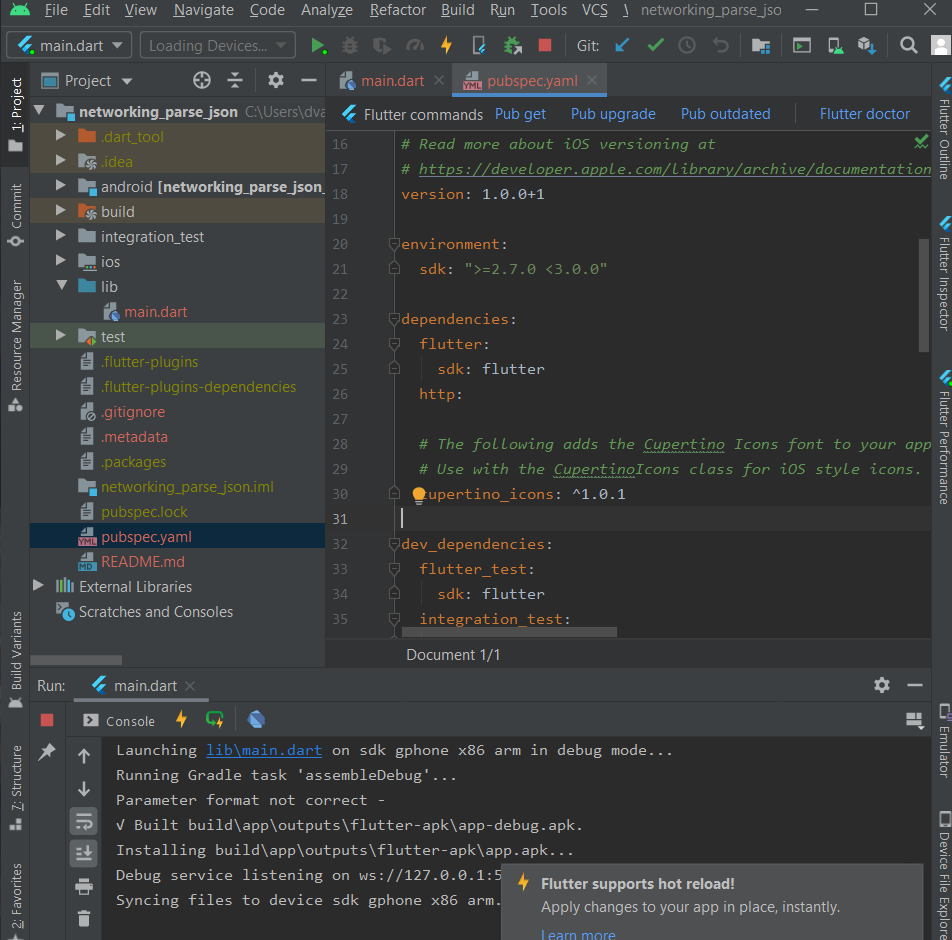 File Edit View Navigate Code Analyze Refactor Build Run Tools VCS \ networking_parse_jso
main.dart Loading Devices... Git:
Project
main.dart
pubspec.yaml
networking_parse_json C:\Users\dva
.dart_tool
.idea
android [networking_parse_json_
build
integration_test
ios
lib
main.dart
test
.flutter-plugins
.flutter-plugins-dependencies
.gitignore
.metadata
.packages
networking_parse_json.iml
pubspec.lock
pubspec.yaml
README.md
External Libraries
Scratches and Consoles
Flutter commands Pub get Pub upgrade Pub outdated Flutter doctor
16 # Read more about iOS versioning at
17 # https://developer.apple.com/library/archive/documentation
18 version: 1.0.0+1
19
20 environment:
21 sdk: ">=2.7.0 <3.0.0"
22
23 dependencies:
24 flutter:
25 sdk: flutter
26 http:
27
28 # The following adds the Cupertino Icons font to your app
29 # Use with the CupertinoIcons class for iOS style icons.
30 upertino_icons: ^1.0.1
31
32 dev_dependencies:
33 flutter_test:
34 sdk: flutter
35 integration_test:
Document 1/1
1: Project
Commit
Resource Manager
Build Variants
7: Structure
2: Favorites
Flutter Outline
Flutter Inspector
Flutter Performance
Emulator
Device File Explore
Run: main.dart
Console
Launching lib\main.dart on sdk gphone x86 arm in debug mode...
Running Gradle task 'assembleDebug'...
Parameter format not correct -
√ Built build\app\outputs\flutter-apk\app-debug.apk.
Installing build\app\outputs\flutter-apk\app.apk...
Debug service listening on ws://127.0.0.1:5
Syncing files to device sdk gphone x86 arm.
Flutter supports hot reload!
Apply changes to your app in place, instantly.
Learn more